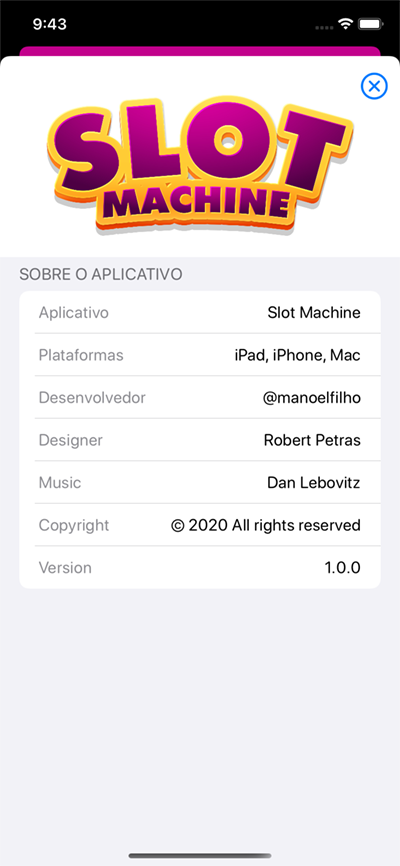 9:43
SLOT
MACHINE
SOBRE O APLICATIVO
Aplicativo Slot Machine
Plataformas iPad, iPhone, Mac
Desenvolvedor @manoelfilho
Designer Robert Petras
Music Dan Lebovitz
Copyright © 2020 All rights reserved
Version 1.0.0